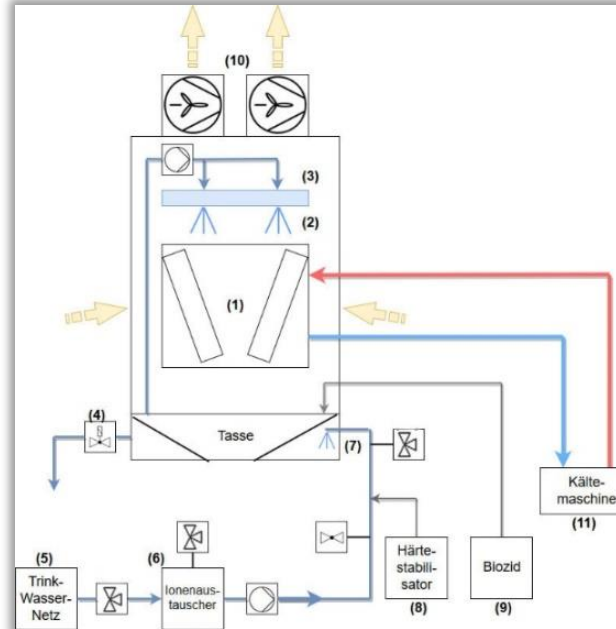 (10)
(3)
(2)
(1)
(4)
Tasse
(7)
Kälte-
maschine
(11)
(5)
Trink-
Wasser-
Netz
(6)
Ionenaus-
tauscher
Härte-
stabili-
sator
(8)
Biozid
(9)